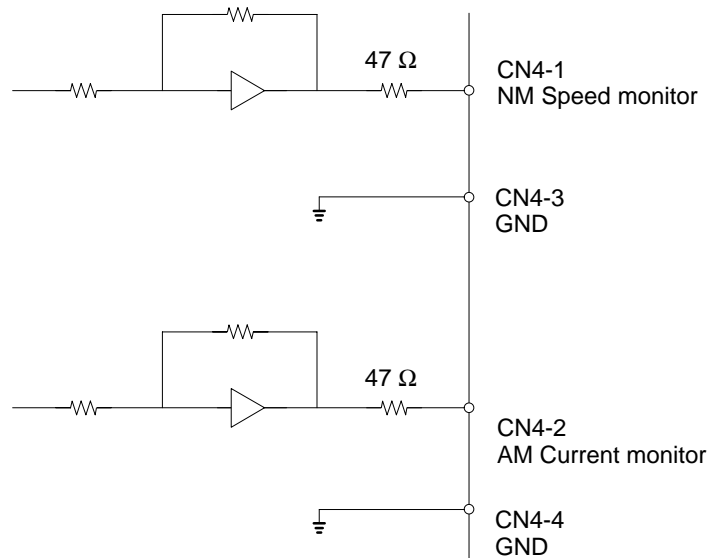 47 Ω
CN4-1
NM Speed monitor
CN4-3
GND
47 Ω
CN4-2
AM Current monitor
CN4-4
GND